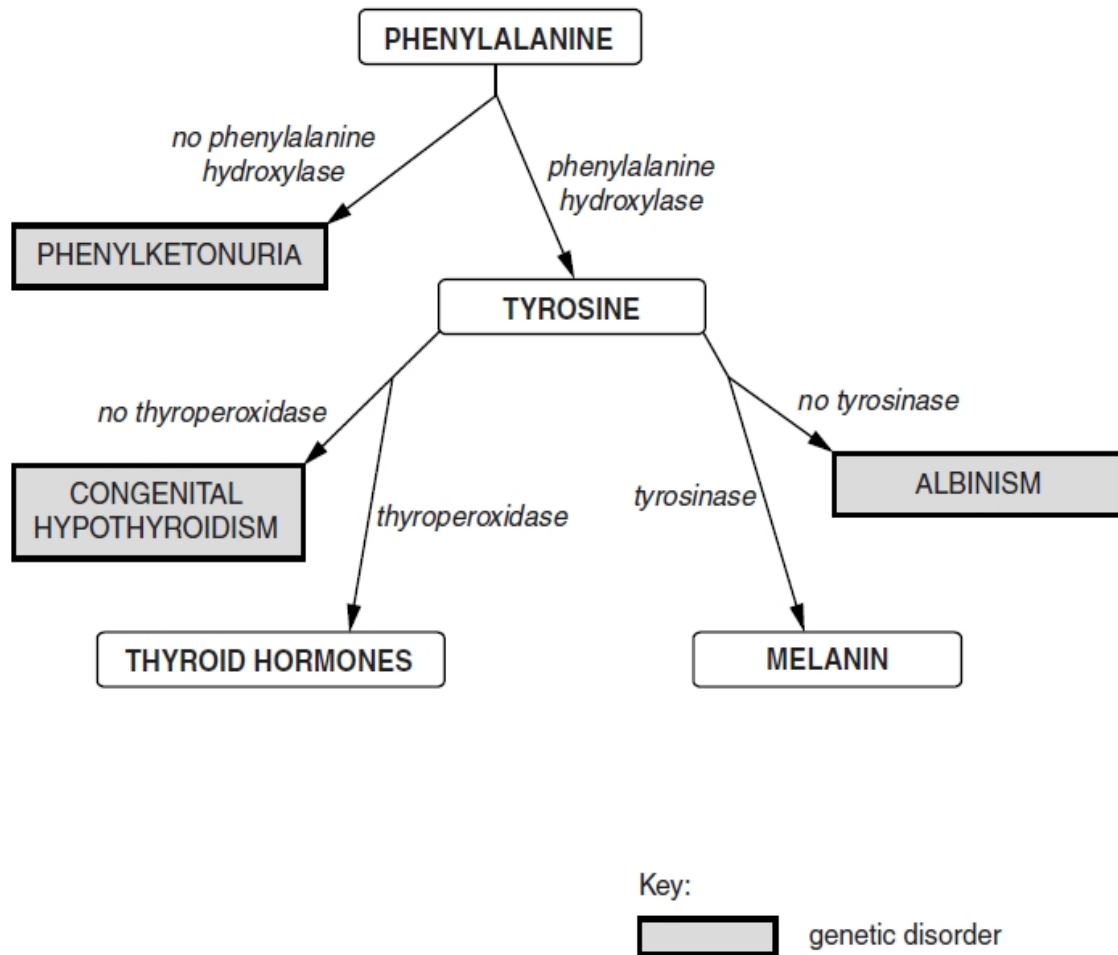 PHENYLALANINE
no phenylalanine
hydroxylase
phenylalanine
hydroxylase
PHENYLKETONURIA
TYROSINE
no thyroperoxidase
no tyrosinase
CONGENITAL
HYPOTHYROIDISM
thyroperoxidase
tyrosinase
ALBINISM
THYROID HORMONES
MELANIN
Key:
genetic disorder